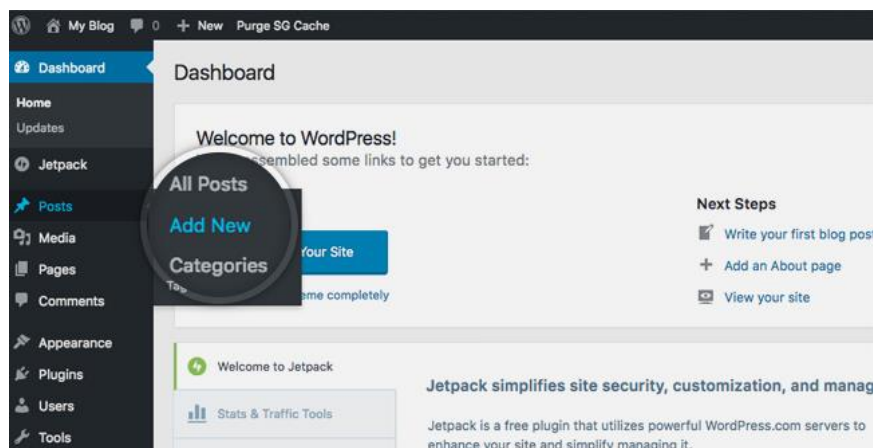 My Blog 0 + New Purge SG Cache
Dashboard
Home
Updates
Jetpack
Posts
Media
Pages
Comments
Appearance
Plugins
Users
Tools
Dashboard
Welcome to WordPress!
ssembled some links to get you started:
All Posts
Add New
Categories
Tag
Your Site
eme completely
Next Steps
Write your first blog post
Add an About page
View your site
Welcome to Jetpack
Stats & Traffic Tools
Jetpack simplifies site security, customization, and manag
Jetpack is a free plugin that utilizes powerful WordPress.com servers to
enhance your site and simplify managing it.